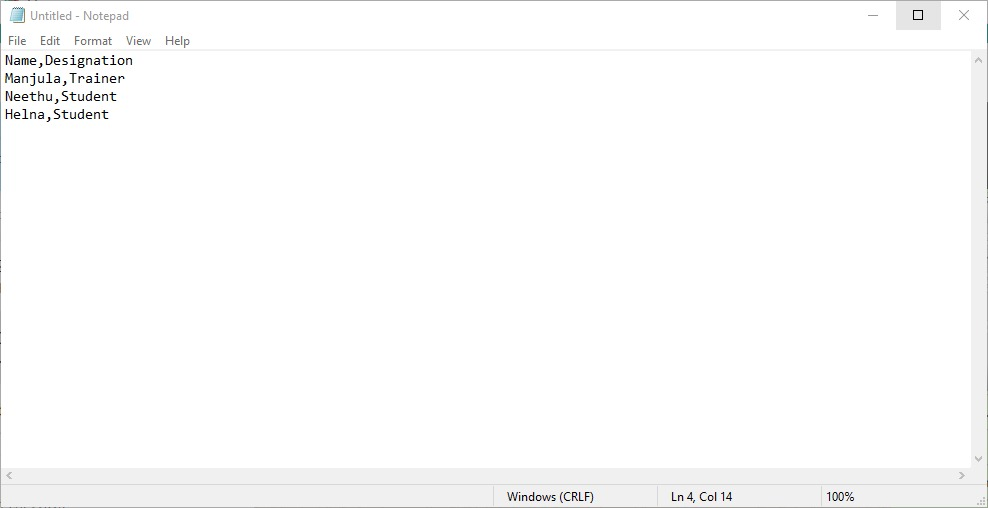 Untitled - Notepad
File Edit Format View Help
Name,Designation
Manjula,Trainer
Neethu,Student
Helna,Student
Windows (CRLF) Ln 4, Col 14 100%